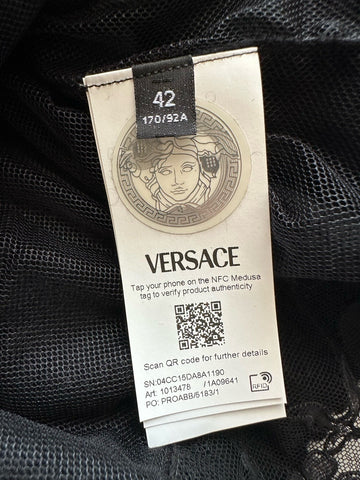 42
170/92A
VERSACE
Tap your phone on the NFC Medusa
tag to verify product authenticity
Scan QR code for further details
SN:04CC15DA8A1190
Art: 1013478 /1A09641
PO: PROABB/5183/1
RFID